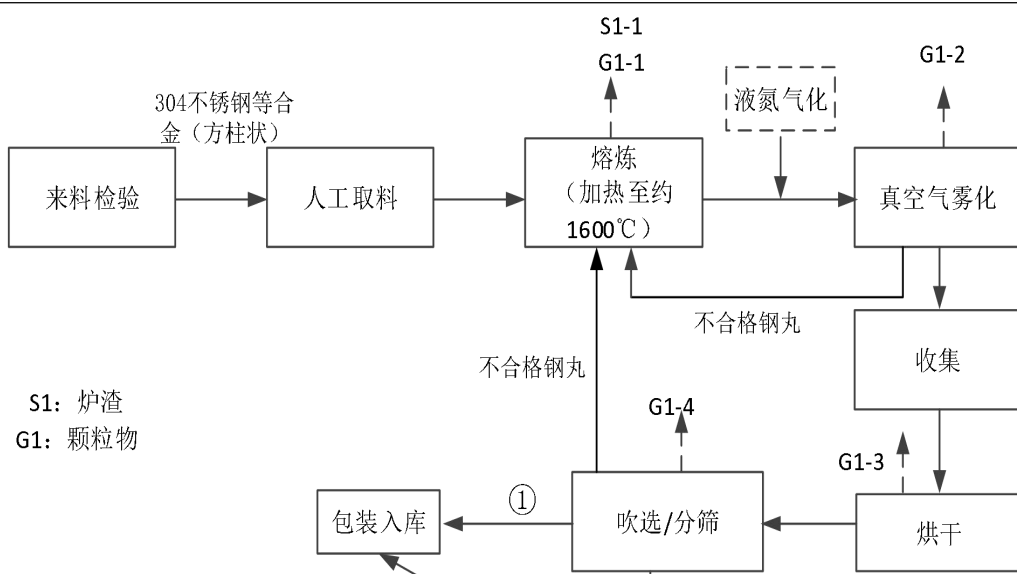 S1-1
G1-1
G1-2
304不锈钢等合
金（方柱状）
液氮气化
来料检验
人工取料
熔炼
（加热至约
1600℃）
真空气雾化
不合格钢丸
不合格钢丸
收集
S1：炉渣
G1：颗粒物
G1-4
G1-3
包装入库
①
吹选/分筛
烘干